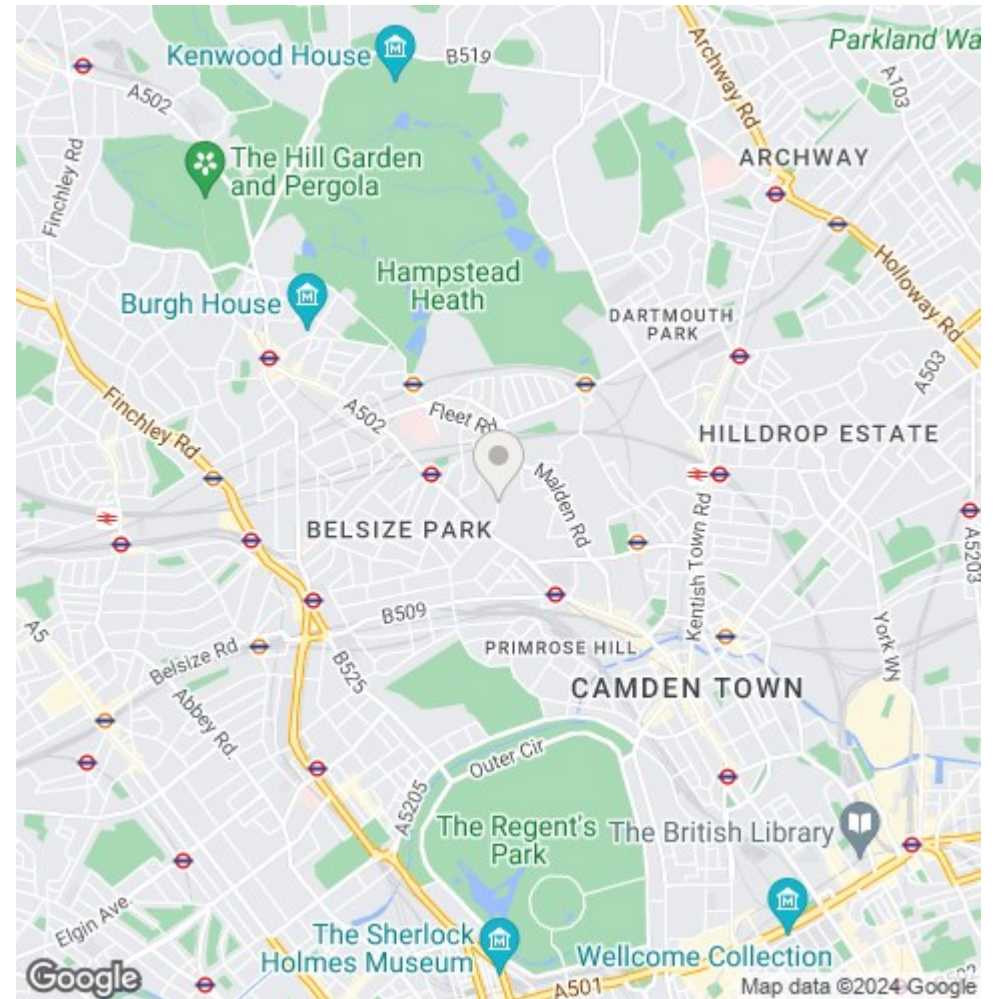 Kenwood House
B519
Parkland Wa
A502
Archway Rd
A703
Finchley Rd
The Hill Garden
and Pergola
ARCHWAY
Holloway Rd
Hampstead
Heath
Burgh House
DARTMOUTH
PARK
A503
A502
Fleet Rd
Finchley Rd
HILLDROP ESTATE
Malden Rd
BELSIZE PARK
Kentish Town Rd
A5203
B509
York Wy
A5
Belsize Rd
PRIMROSE HILL
B525
CAMDEN TOWN
Abbey Rd.
Outer Cir
A5205
The Regent's
Park
The British Library
Elgin Ave.
The Sherlock
Holmes Museum
Wellcome Collection
A501
Google
Map data ©2024 Google